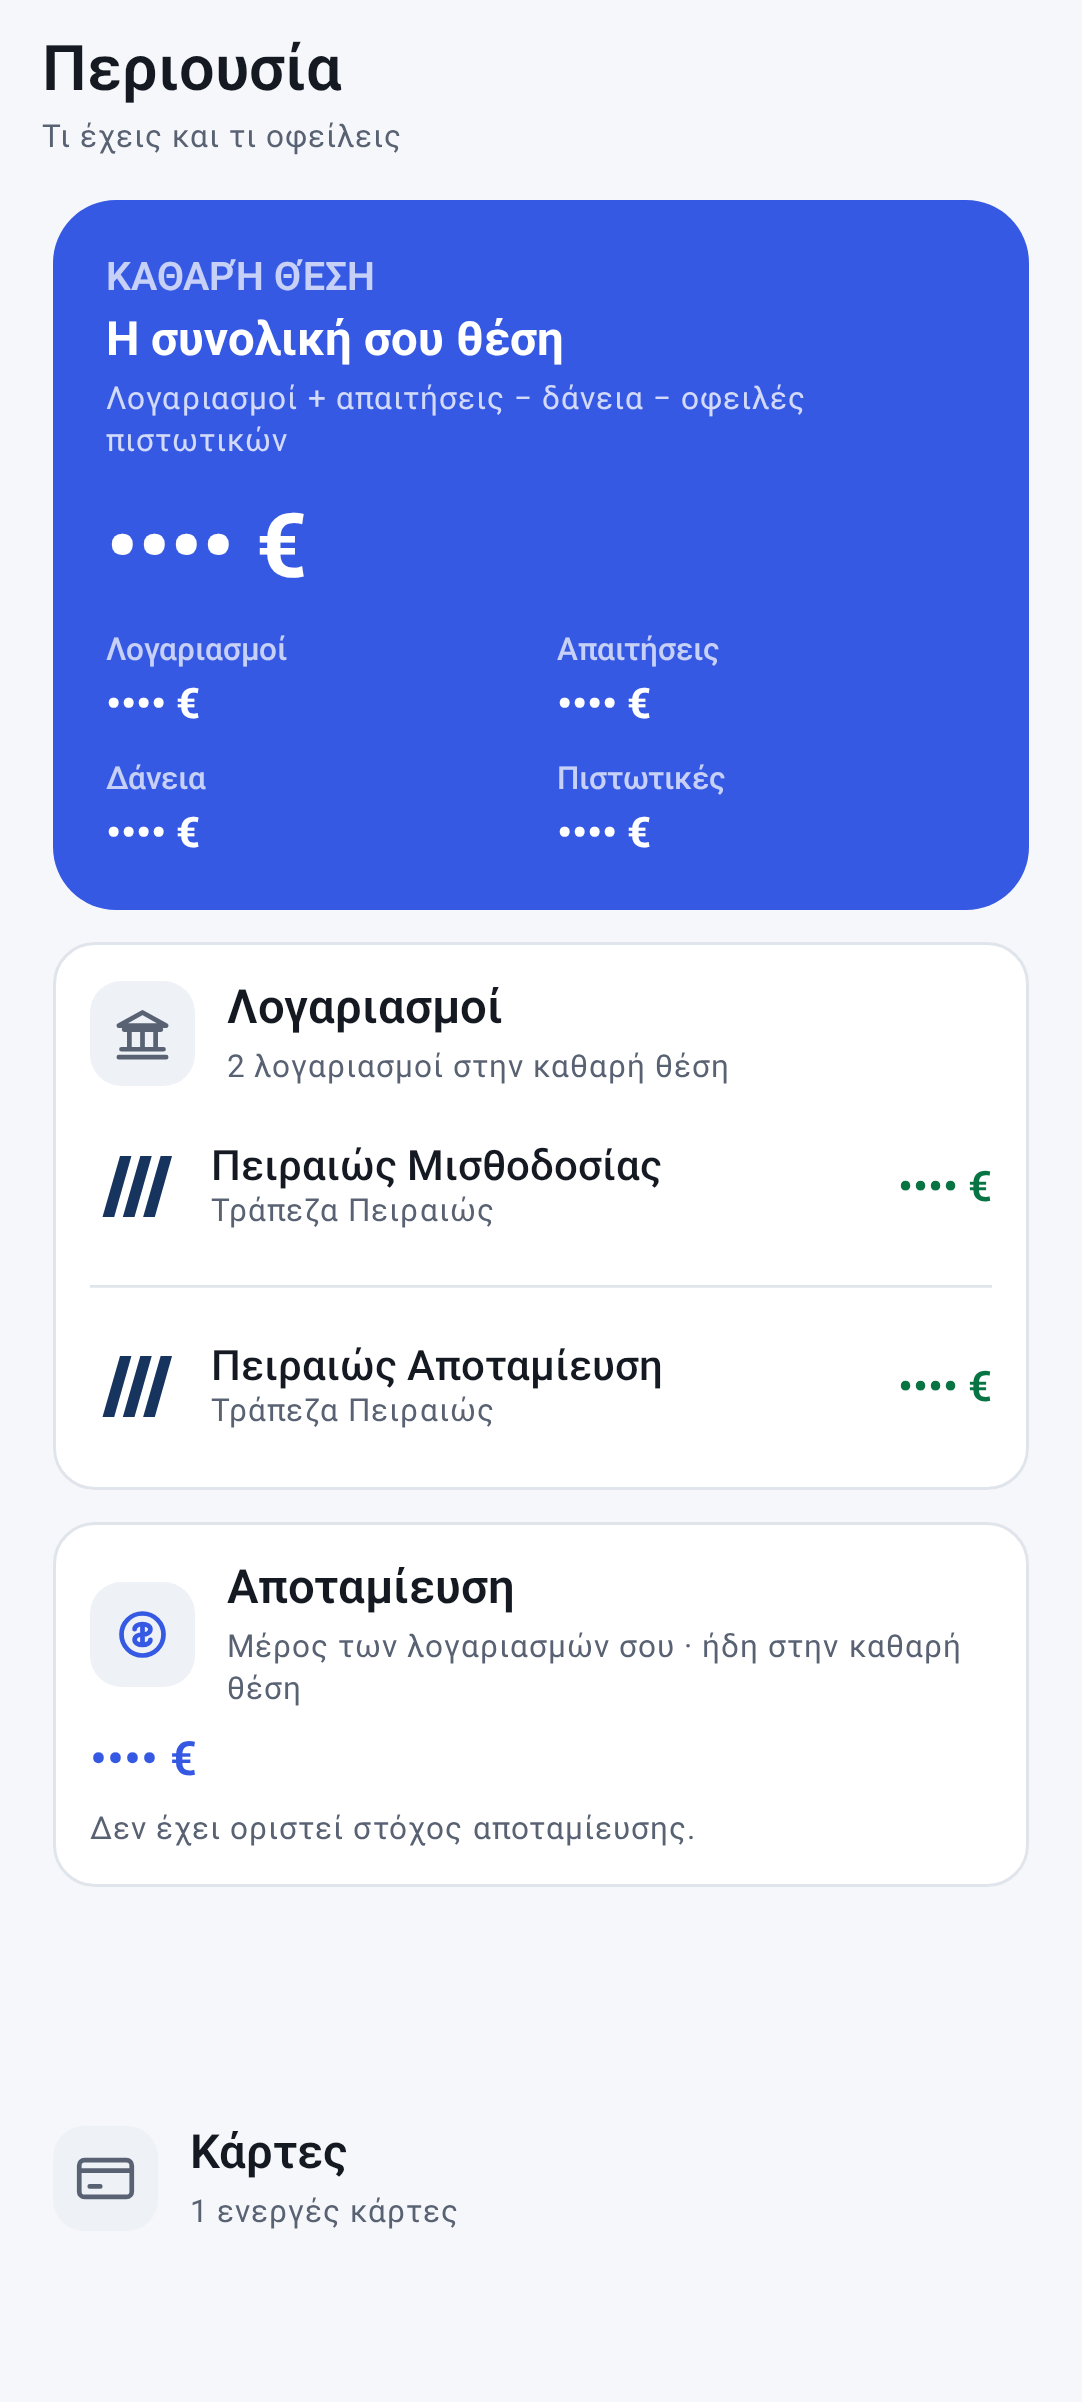 Περιουσία
Τι έχεις και τι οφείλεις
ΚΑΘΑΡΉ ΘΈΣΗ
Η συνολική σου θέση
Λογαριασμοί + απαιτήσεις − δάνεια − οφειλές
πιστωτικών
•••• €
Λογαριασμοί
•••• €
Απαιτήσεις
•••• €
Δάνεια
•••• €
Πιστωτικές
•••• €
Λογαριασμοί
2 λογαριασμοί στην καθαρή θέση
Πειραιώς Μισθοδοσίας
Τράπεζα Πειραιώς
•••• €
Πειραιώς Αποταμίευση
Τράπεζα Πειραιώς
•••• €
Αποταμίευση
Μέρος των λογαριασμών σου · ήδη στην καθαρή
θέση
•••• €
Δεν έχει οριστεί στόχος αποταμίευσης.
Κάρτες
1 ενεργές κάρτες